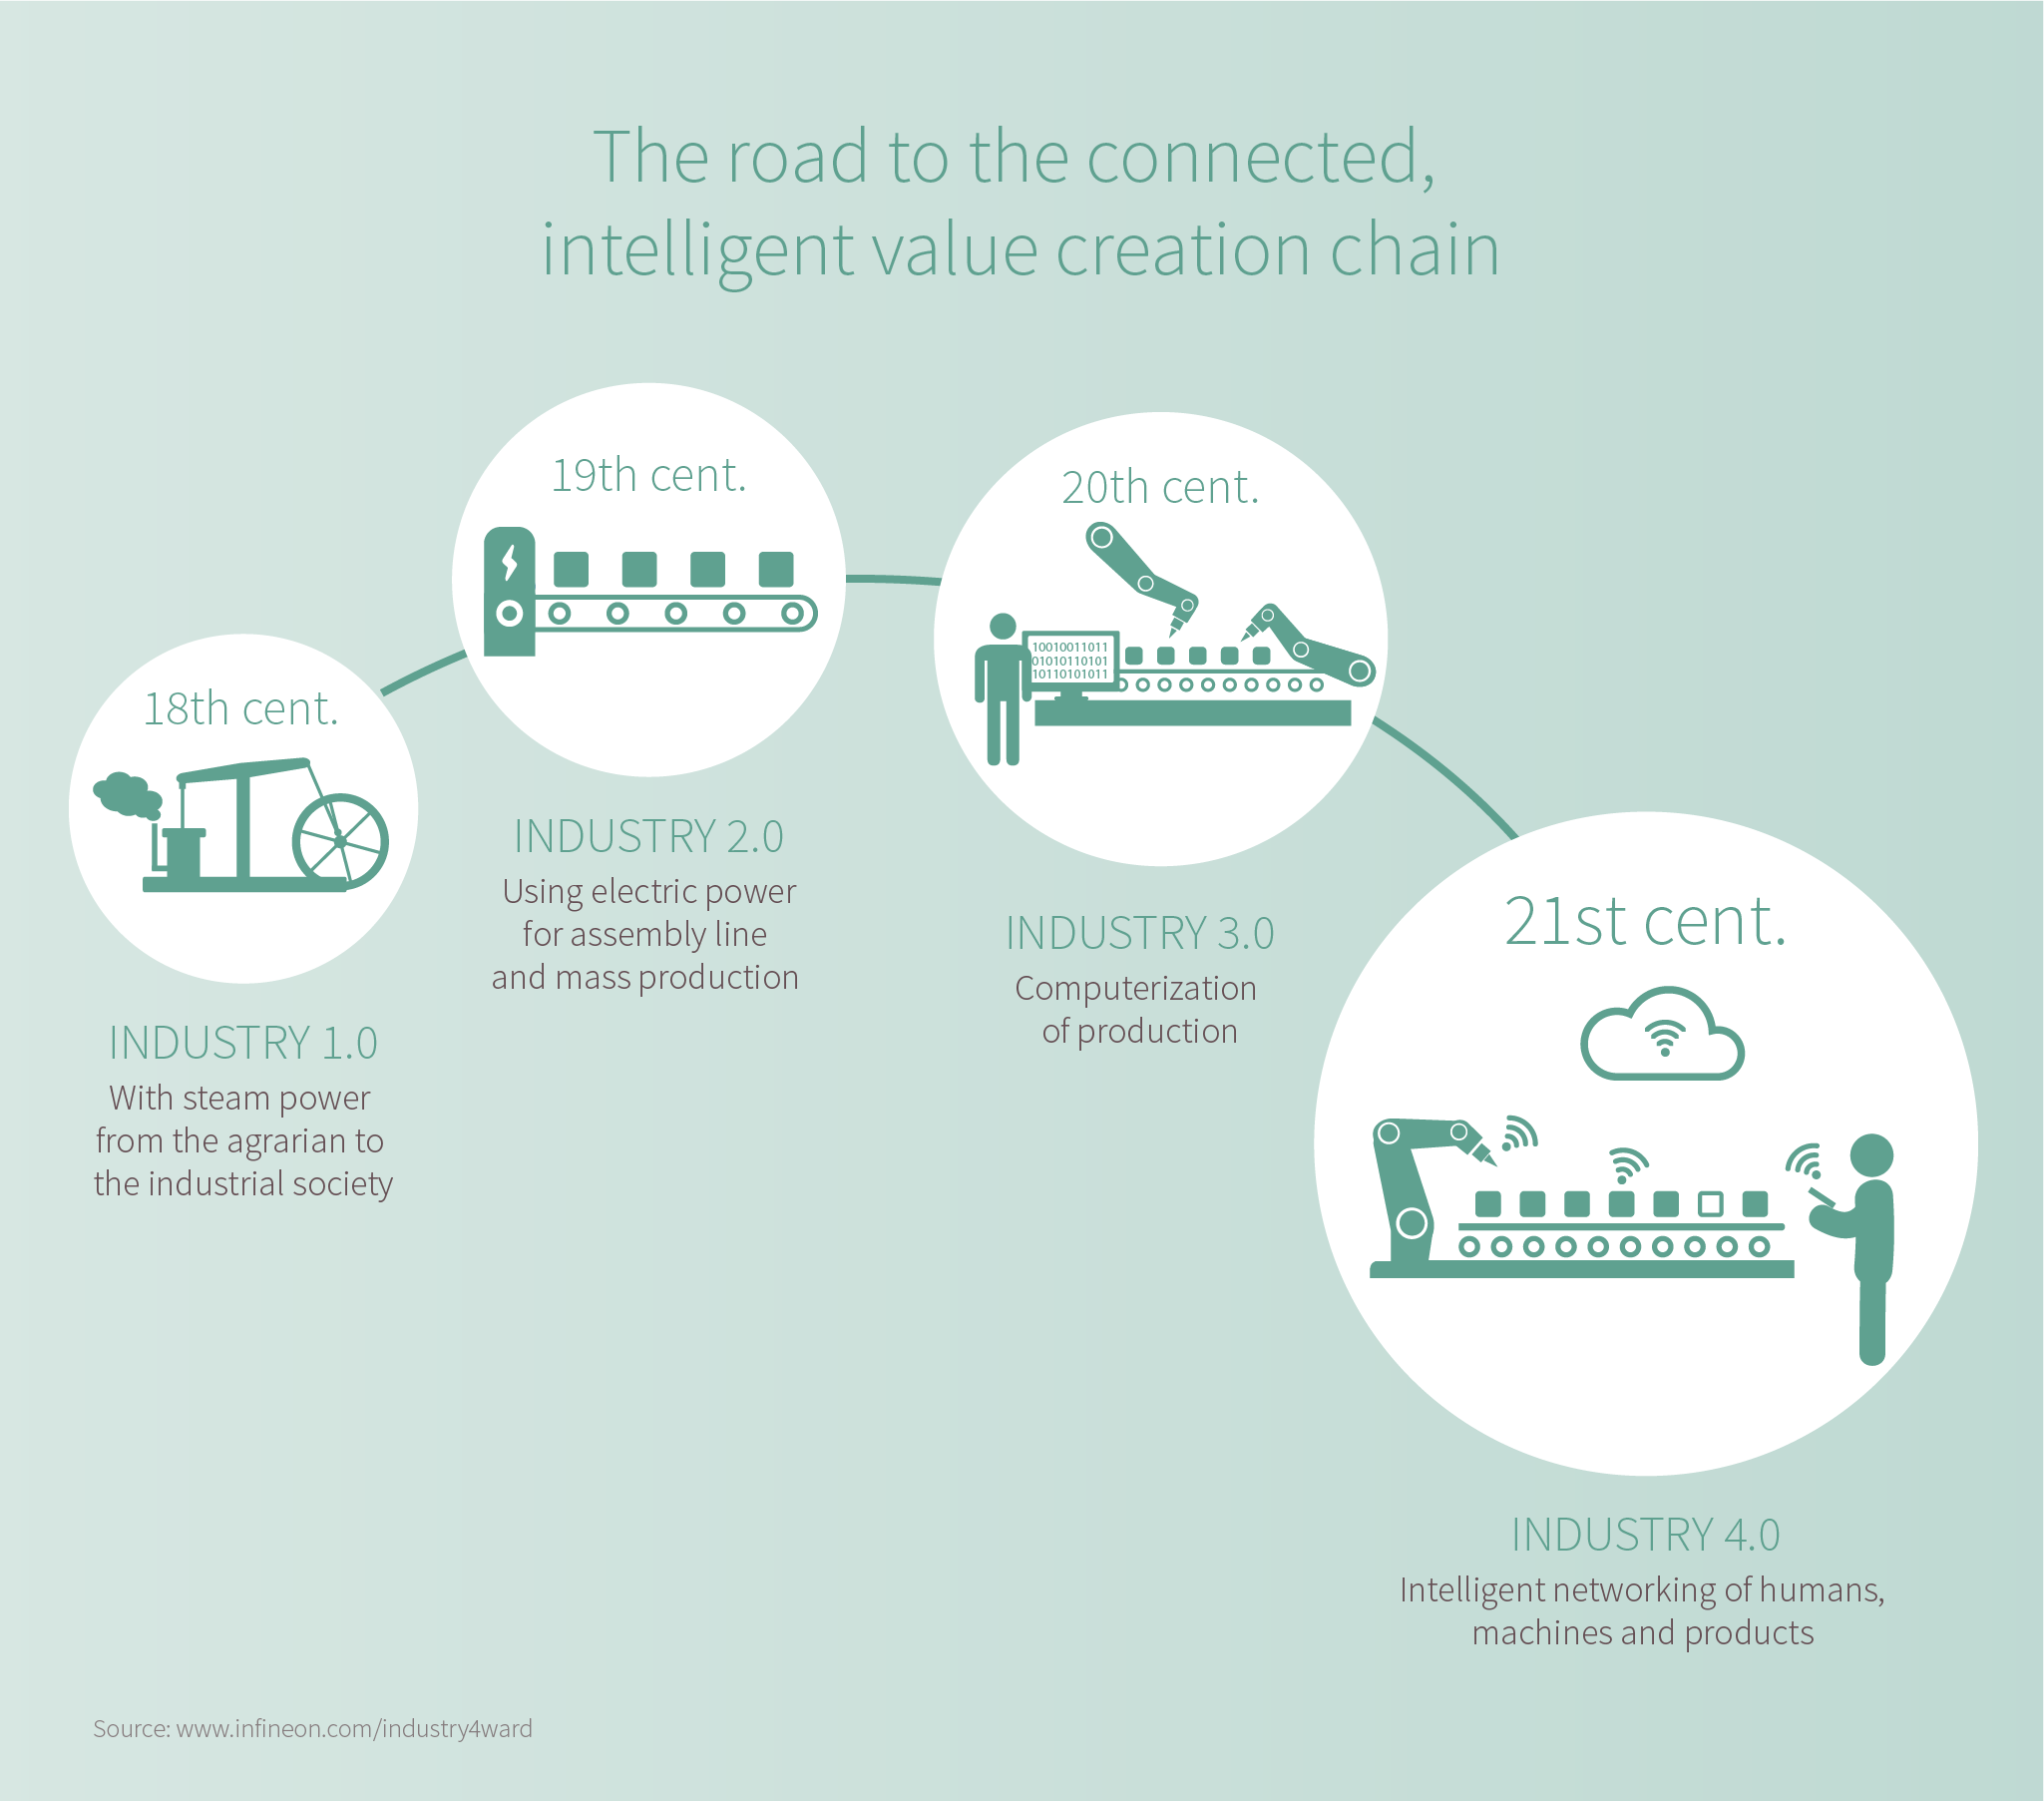 The road to the connected,
intelligent value creation chain
18th cent.
INDUSTRY 1.0
With steam power
from the agrarian to
the industrial society
19th cent.
INDUSTRY 2.0
Using electric power
for assembly line
and mass production
20th cent.
10010011011
01010110101
10110101011
INDUSTRY 3.0
Computerization
of production
21st cent.
INDUSTRY 4.0
Intelligent networking of humans,
machines and products
Source: www.infineon.com/industry4ward